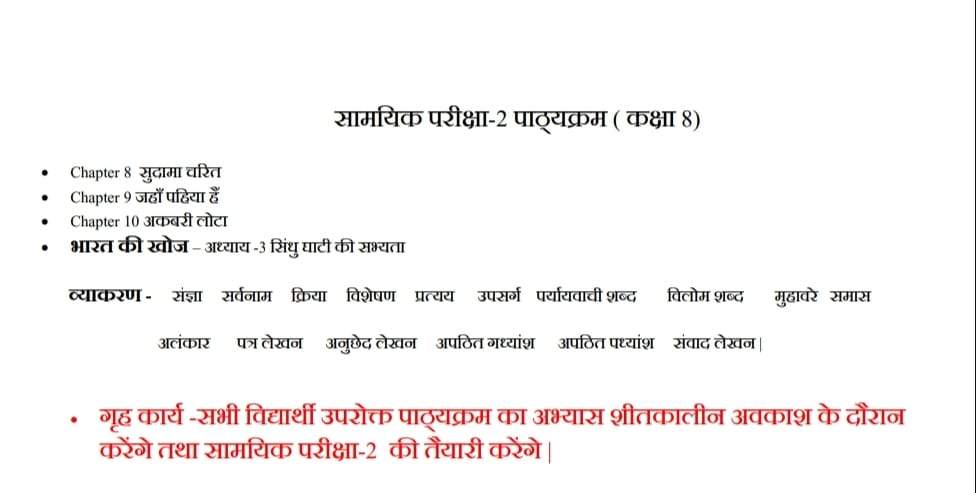 सामयिक परीक्षा-2 पाठ्यक्रम ( कक्षा 8)
• Chapter 8 सुदामा चरित
• Chapter 9 जहाँ पहिया हैं
• Chapter 10 अकबरी लोटा
• भारत की खोज – अध्याय -3 सिंधु घाटी की सभ्यता
व्याकरण - संज्ञा सर्वनाम क्रिया विशेषण प्रत्यय उपसर्ग पर्यायवाची शब्द विलोम शब्द मुहावरे समास
अलंकार पत्र लेखन अनुछेद लेखन अपठित गध्यांश अपठित पध्यांश संवाद लेखन|
• गृह कार्य -सभी विद्यार्थी उपरोक्त पाठ्यक्रम का अभ्यास शीतकालीन अवकाश के दौरान
करेंगे तथा सामयिक परीक्षा-2 की तैयारी करेंगे |